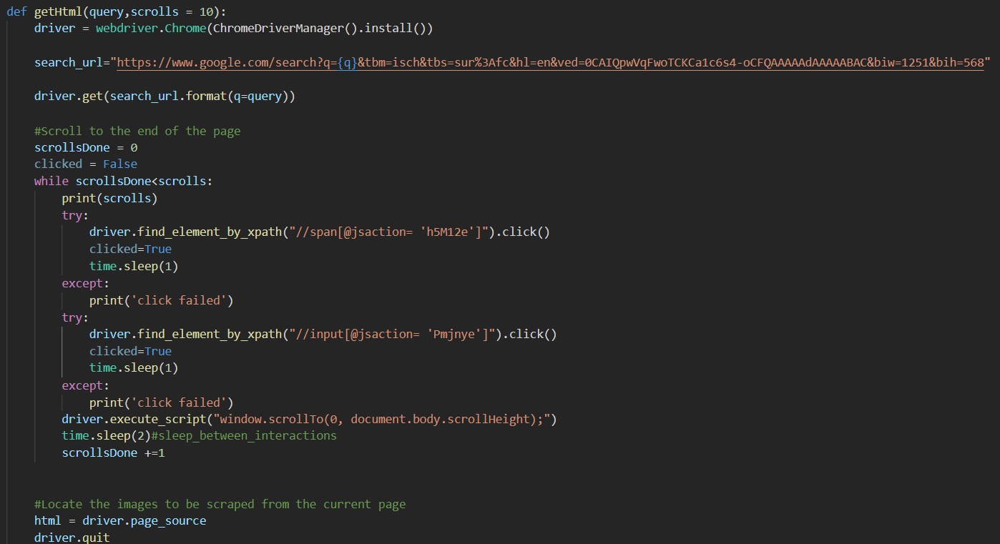 def getHtml(query,scrolls = 10):
    driver = webdriver.Chrome(ChromeDriverManager().install())
    search_url="https://www.google.com/search?q={q}&tbm=isch&tbs=sur%3Afc&hl=en&ved=0CAIQpwVqFwoTCKCa1c6s4-oCFQAAAAAdAAAAABAC&biw=1251&bih=568"
    driver.get(search_url.format(q=query))
    #Scroll to the end of the page
    scrollsDone = 0
    clicked = False
    while scrollsDone<scrolls:
        print(scrolls)
        try:
            driver.find_element_by_xpath("//span[@jsaction= 'h5M12e']").click()
            clicked=True
            time.sleep(1)
        except:
            print('click failed')
        try:
            driver.find_element_by_xpath("//input[@jsaction= 'Pmjnye']").click()
            clicked=True
            time.sleep(1)
        except:
            print('click failed')
        driver.execute_script("window.scrollTo(0, document.body.scrollHeight);")
        time.sleep(2)#sleep_between_interactions
        scrollsDone +=1
    #Locate the images to be scraped from the current page
    html = driver.page_source
    driver.quit